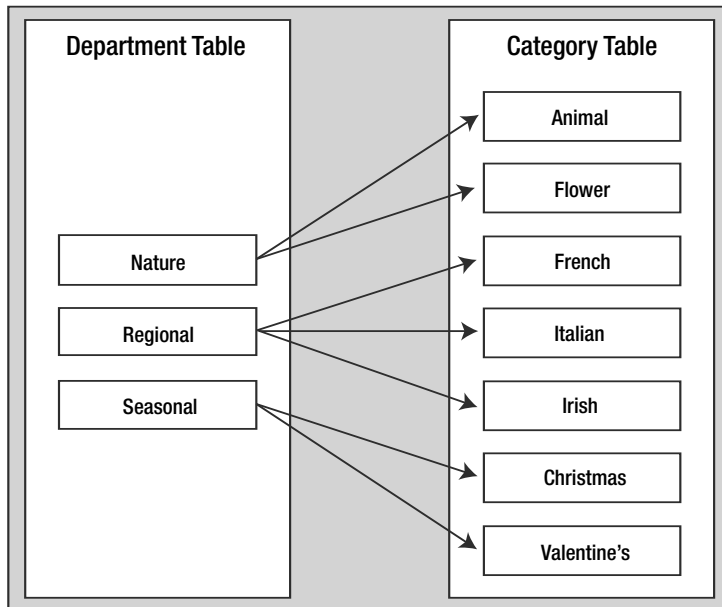 Department Table
Nature
Regional
Seasonal
Category Table
Animal
Flower
French
Italian
Irish
Christmas
Valentine's